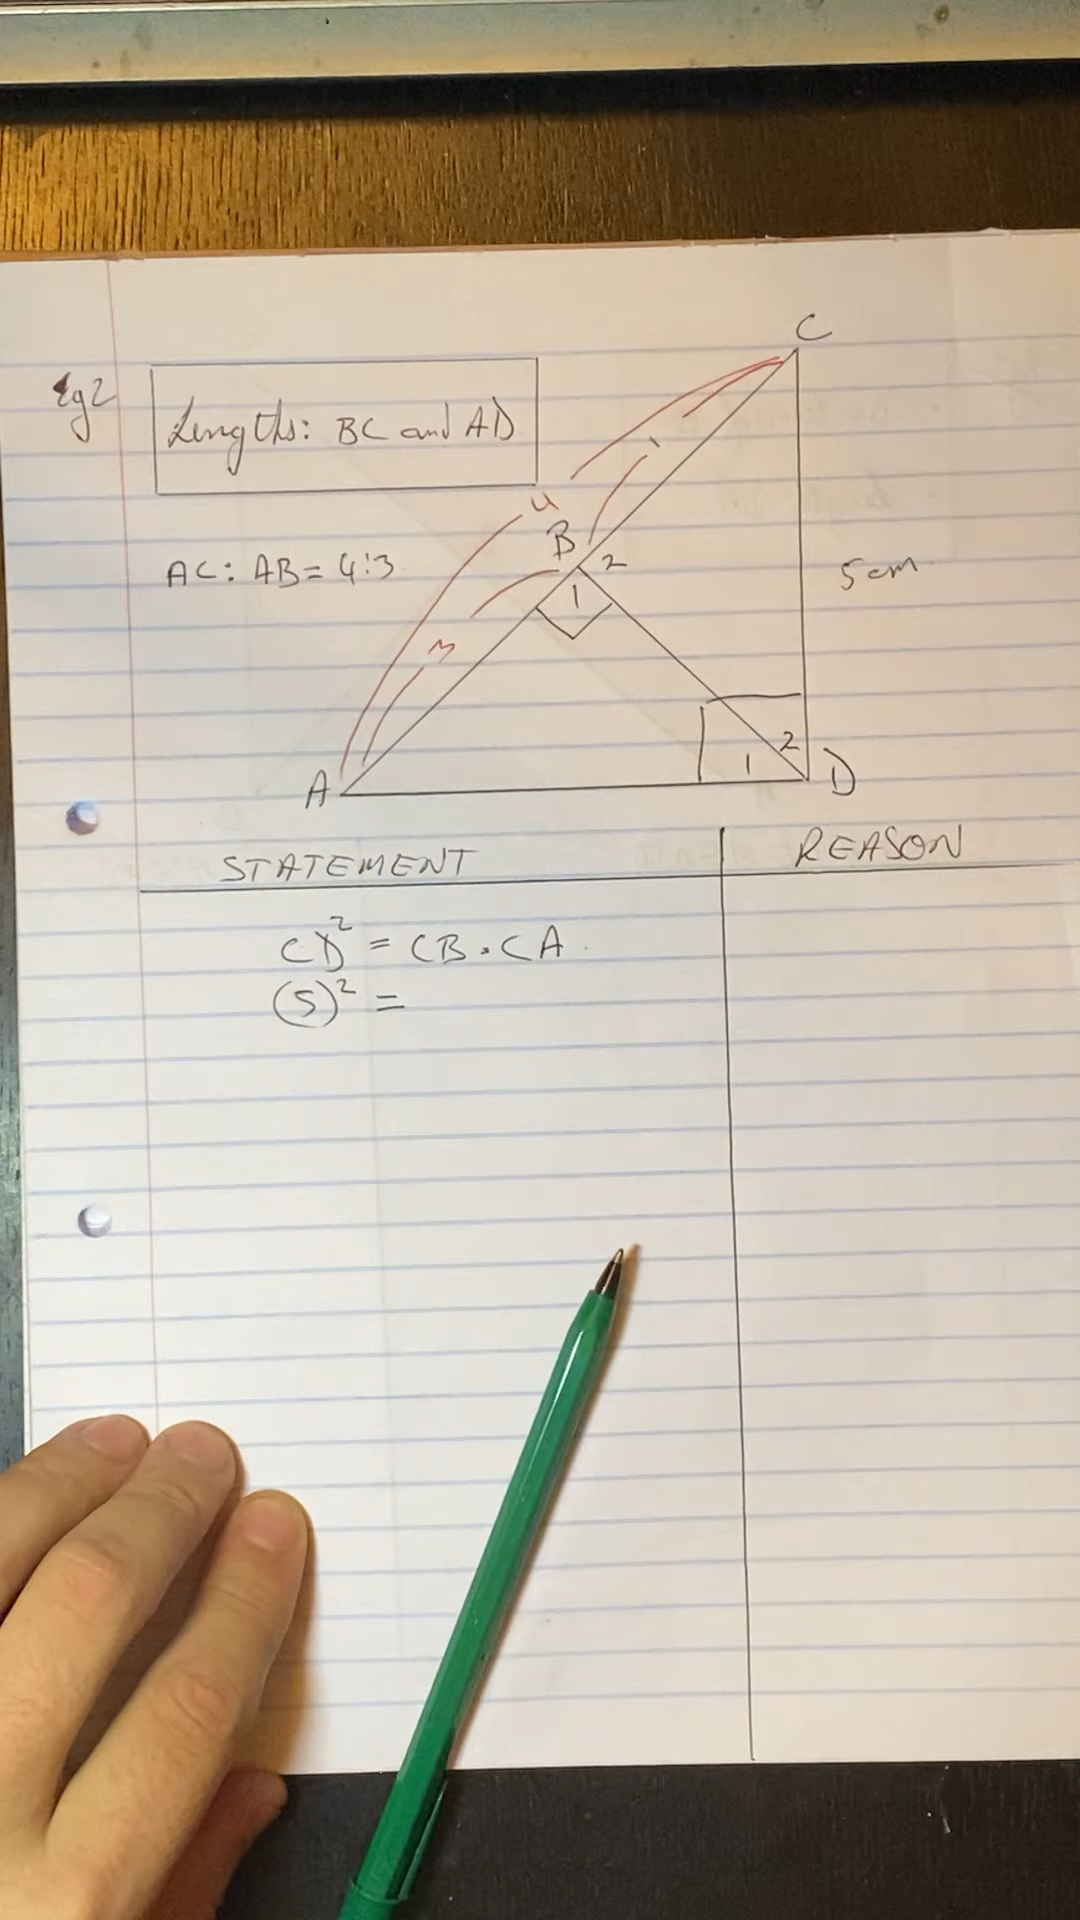 Eg2
Lengths: BC and AD
AC: AB = 4:3
C
4
1
B
2
1
5cm
3
2
1
A
D
STATEMENT
REASON
CD² = CB . CA
(5)² =